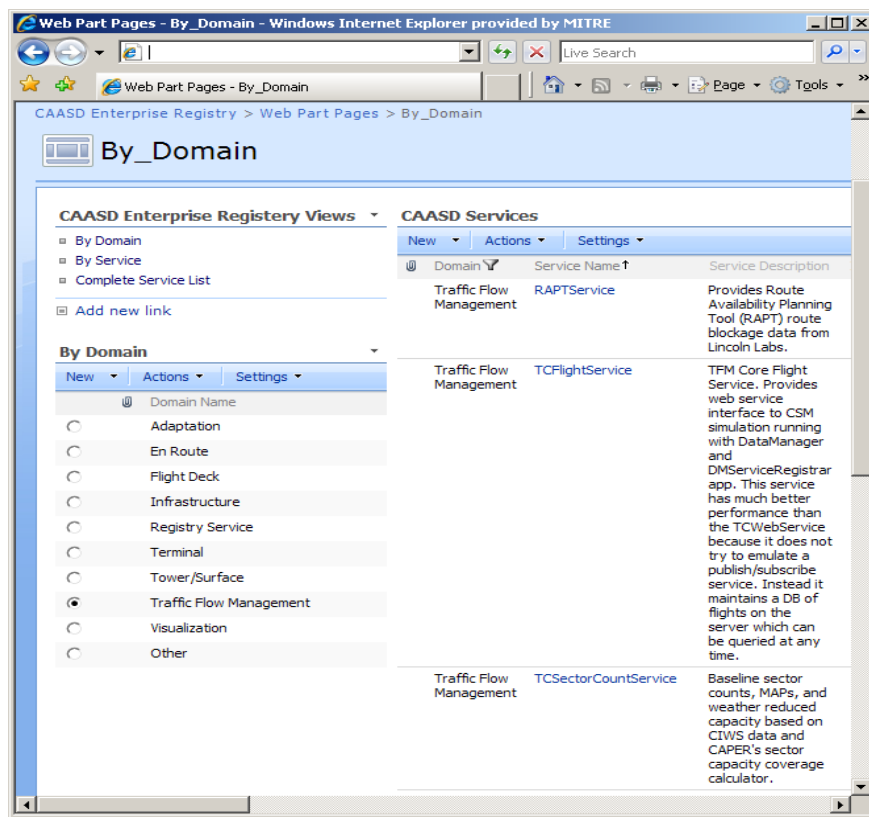 Web Part Pages - By_Domain - Windows Internet Explorer provided by MITRE
Live Search
Web Part Pages - By_Domain
Page
Tools
CAASD Enterprise Registry > Web Part Pages > By_Domain
By_Domain
CAASD Enterprise Registery Views
By Domain
By Service
Complete Service List
Add new link
By Domain
New Actions Settings
Domain Name
Adaptation
En Route
Flight Deck
Infrastructure
Registry Service
Terminal
Tower/Surface
Traffic Flow Management
Visualization
Other
CAASD Services
New Actions Settings
Domain Service Name Service Description
Traffic Flow
Management
RAPTService
Provides Route
Availability Planning
Tool (RAPT) route
blockage data from
Lincoln Labs.
Traffic Flow
Management
TCFlightService
TFM Core Flight
Service. Provides
web service
interface to CSM
simulation running
with DataManager
and
DMServiceRegistrar
app. This service
has much better
performance than
the TCWebService
because it does not
try to emulate a
publish/subscribe
service. Instead it
maintains a DB of
flights on the
server which can
be queried at any
time.
Traffic Flow
Management
TCSectorCountService
Baseline sector
counts, MAPs, and
weather reduced
capacity based on
CIWS data and
CAPER's sector
capacity coverage
calculator.